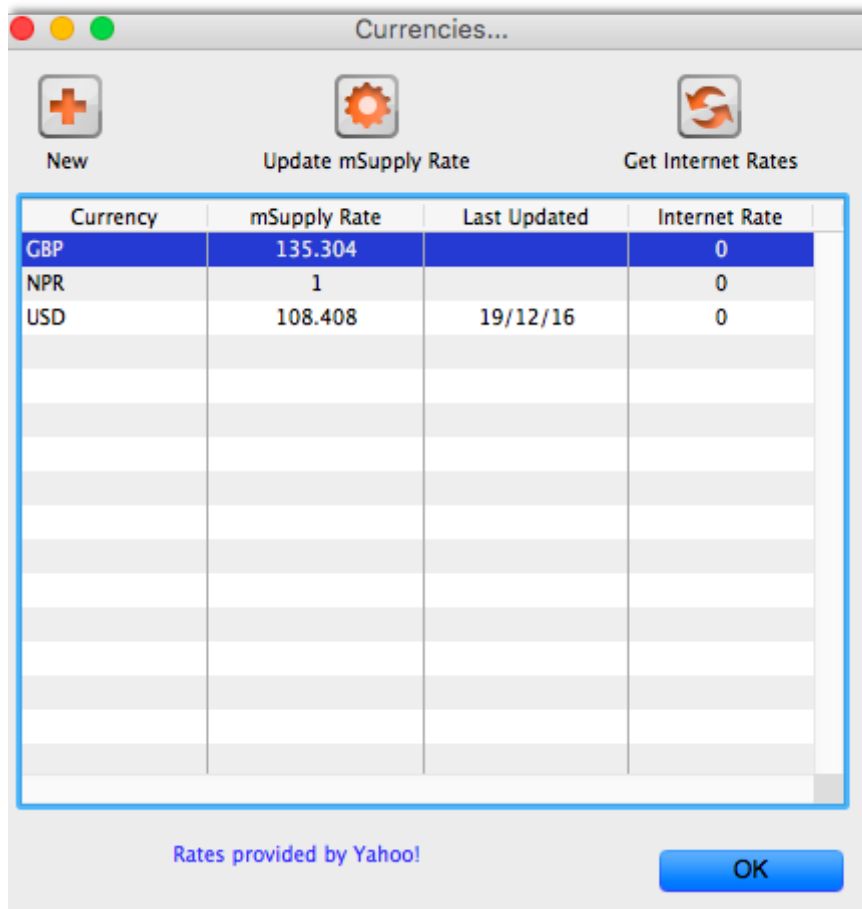 Currencies...
New Update mSupply Rate Get Internet Rates
Currency mSupply Rate Last Updated Internet Rate
GBP 135.304 0
NPR 1 0
USD 108.408 19/12/16 0
Rates provided by Yahoo!
OK